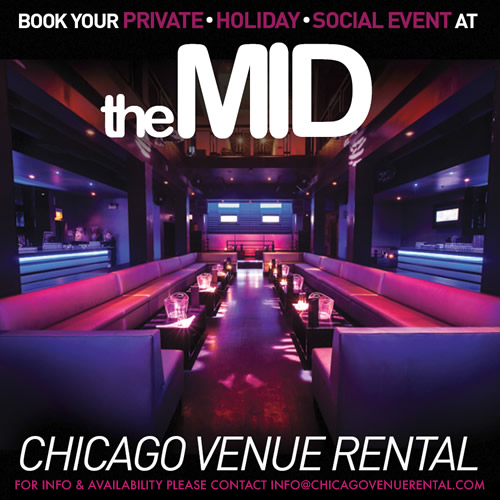 BOOK YOUR PRIVATE • HOLIDAY • SOCIAL EVENT AT
theMID
CHICAGO VENUE RENTAL
FOR INFO & AVAILABILITY PLEASE CONTACT INFO@CHICAGOVENUERENTAL.COM